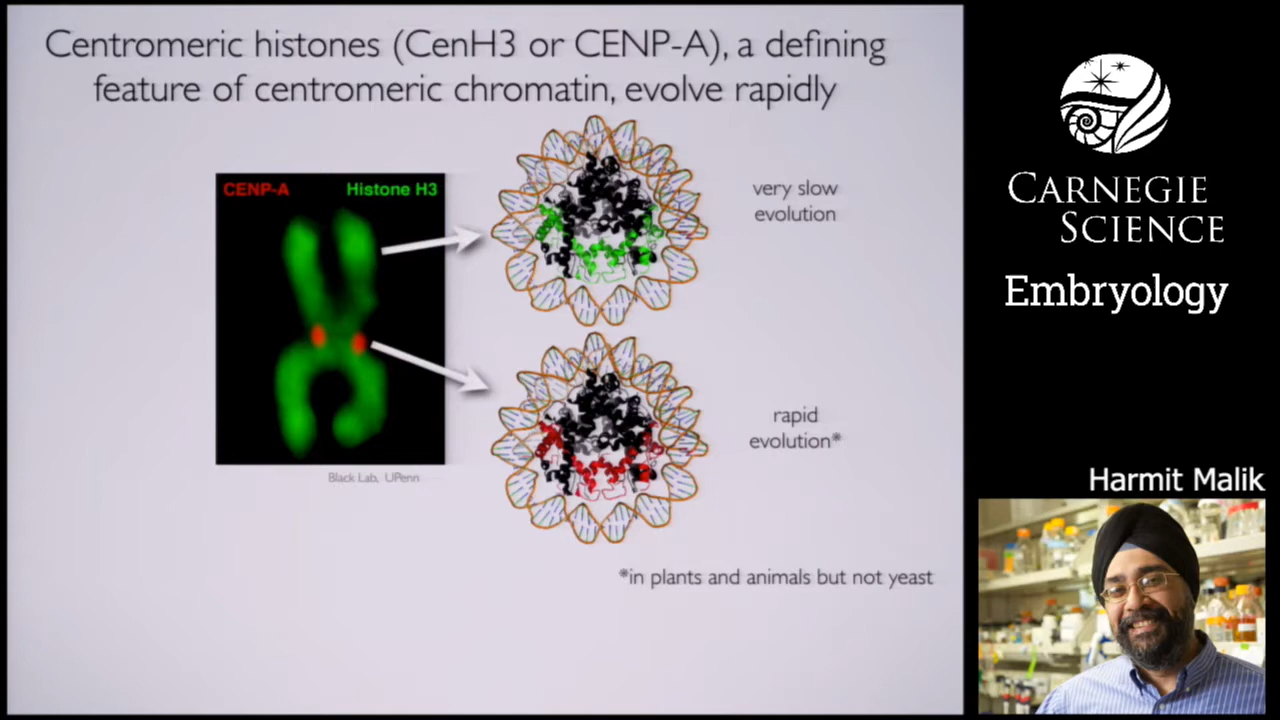 Centromeric histones (CenH3 or CENP-A), a defining
feature of centromeric chromatin, evolve rapidly
CENP-A
Histone H3
very slow
evolution
Black Lab, UPenn
rapid
evolution*
*in plants and animals but not yeast
CARNEGIE
SCIENCE
Embryology
Harmit Malik